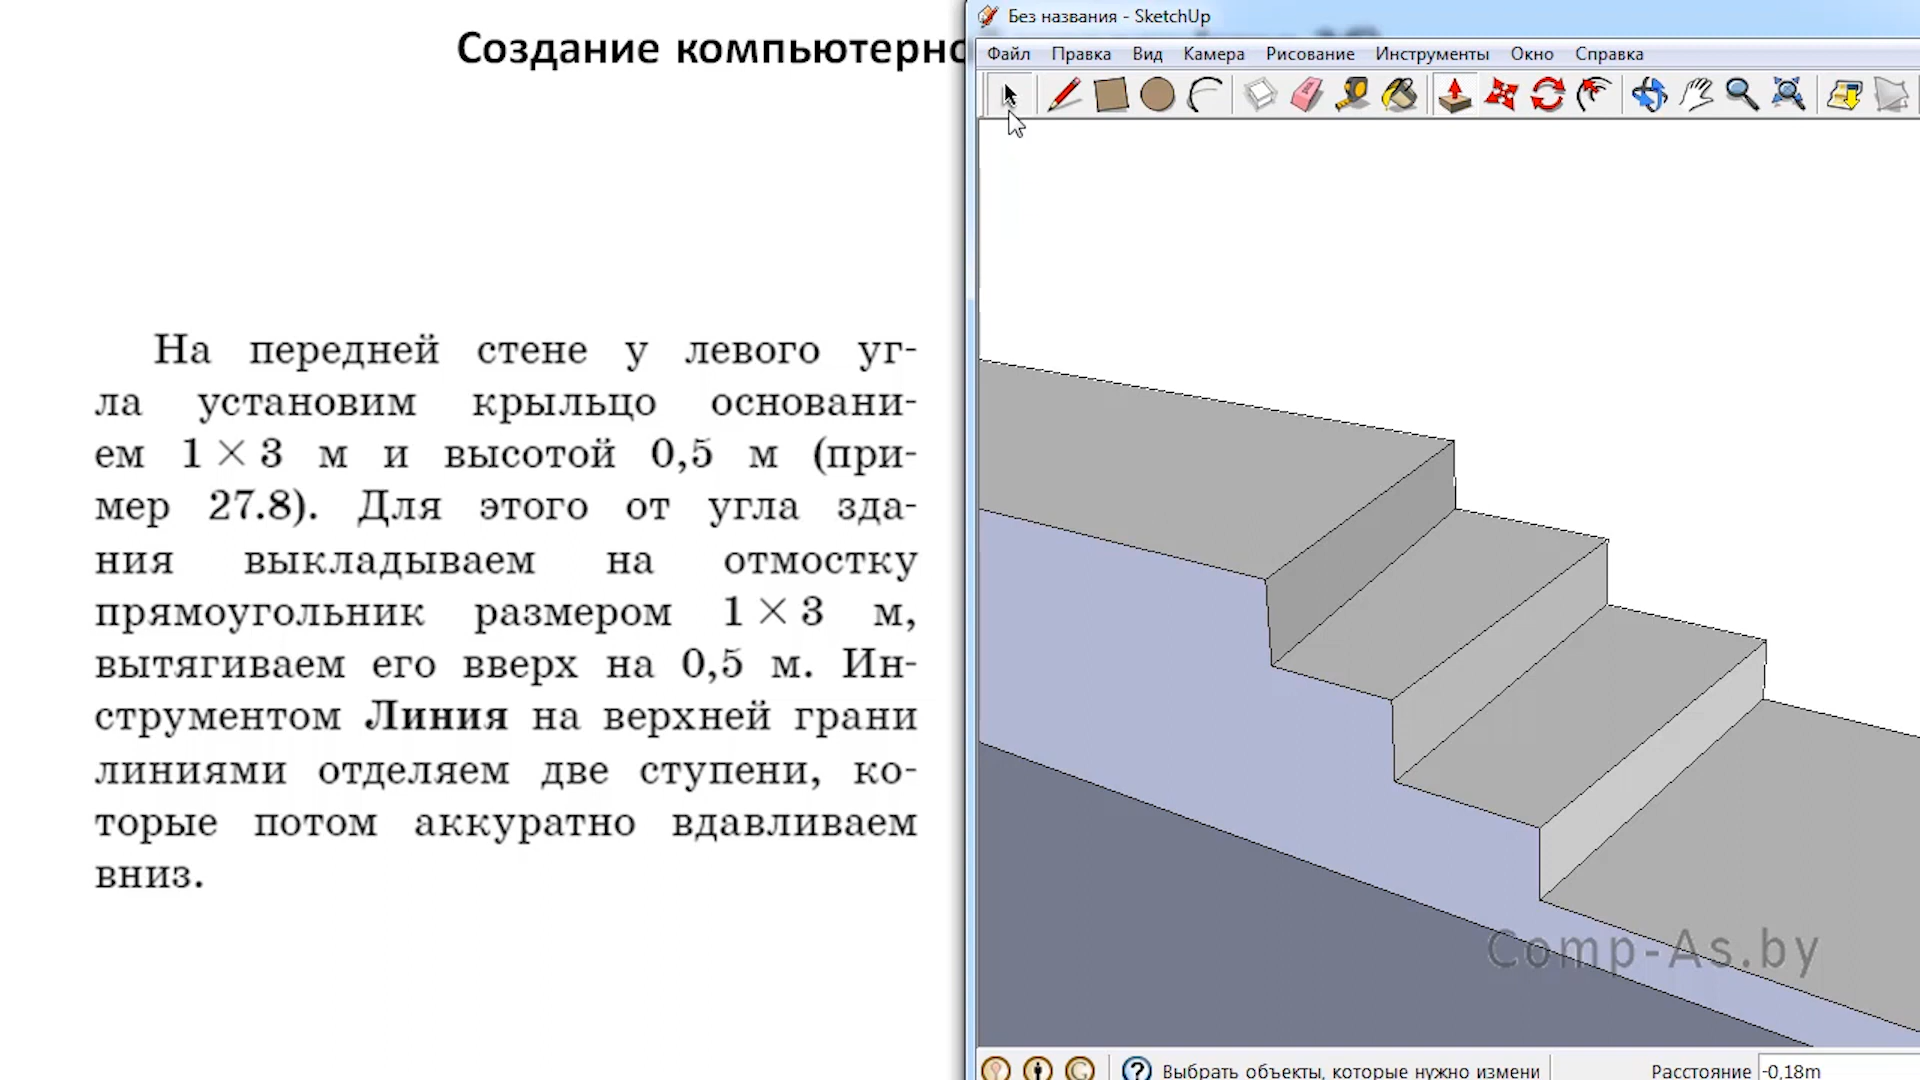 Создание компьютерно
Без названия - SketchUp
Файл Правка Вид Камера Рисование Инструменты Окно Справка
На передней стене у левого уг-
ла установим крыльцо основани-
ем 1 × 3 м и высотой 0,5 м (при-
мер 27.8). Для этого от угла зда-
ния выкладываем на отмостку
прямоугольник размером 1 × 3 м,
вытягиваем его вверх на 0,5 м. Ин-
струментом Линия на верхней грани
линиями отделяем две ступени, ко-
торые потом аккуратно вдавливаем
вниз.
Comp-As.by
Выбрать объекты, которые нужно измени
Расстояние -0,18m